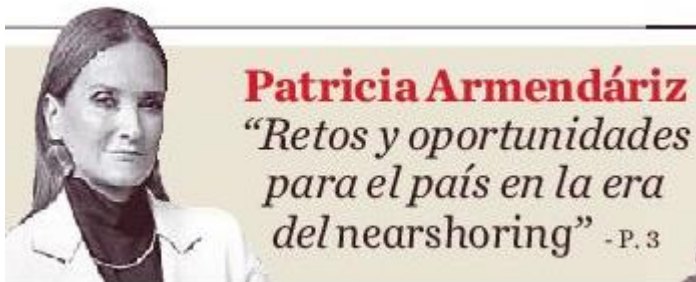 Patricia Armendáriz
“Retos y oportunidades
para el país en la era
del nearshoring” - P. 3